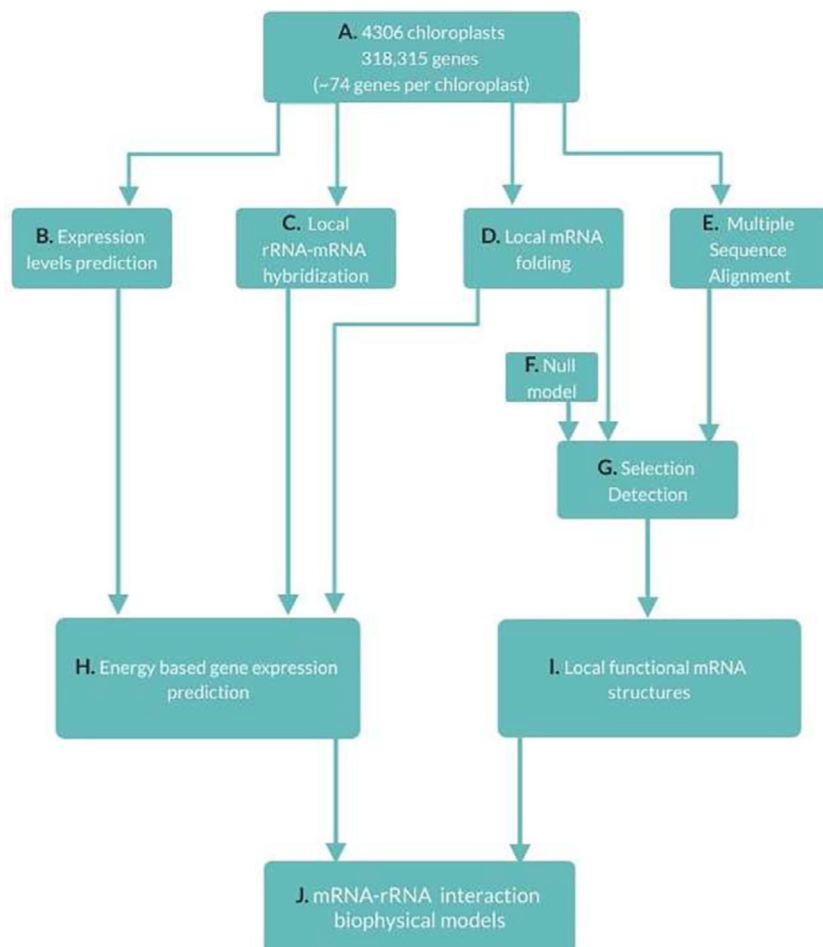 A. 4306 chloroplasts
318,315 genes
(~74 genes per chloroplast)
B. Expression
levels prediction
C. Local
rRNA-mRNA
hybridization
D. Local mRNA
folding
E. Multiple
Sequence
Alignment
F. Null
model
G. Selection
Detection
H. Energy based gene expression
prediction
I. Local functional mRNA
structures
J. mRNA-rRNA interaction
biophysical models